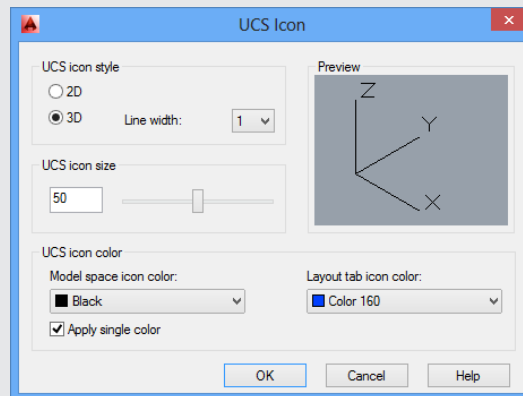 UCS Icon
UCS icon style
2D
3D
Line width:
1
Preview
Z
Y
X
UCS icon size
50
UCS icon color
Model space icon color:
Black
Apply single color
Layout tab icon color:
Color 160
OK
Cancel
Help